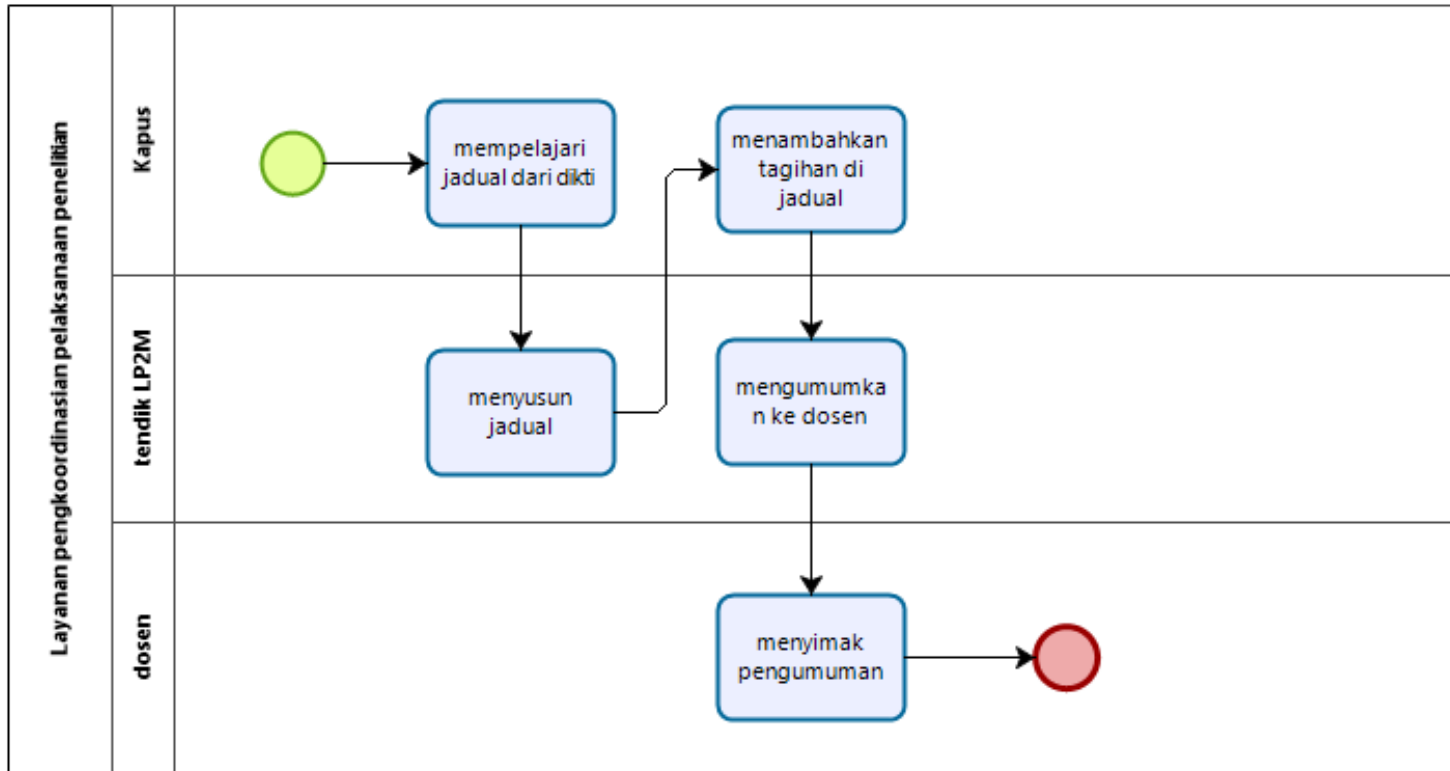 Layanan pengkoordinasian pelaksanaan penelitian
Kapus
mempelajari
jadual dari dikti
menambahkan
tagihan di
jadual
tendik LP2M
menyusun
jadual
mengumumka
n ke dosen
dosen
menyimak
pengumuman